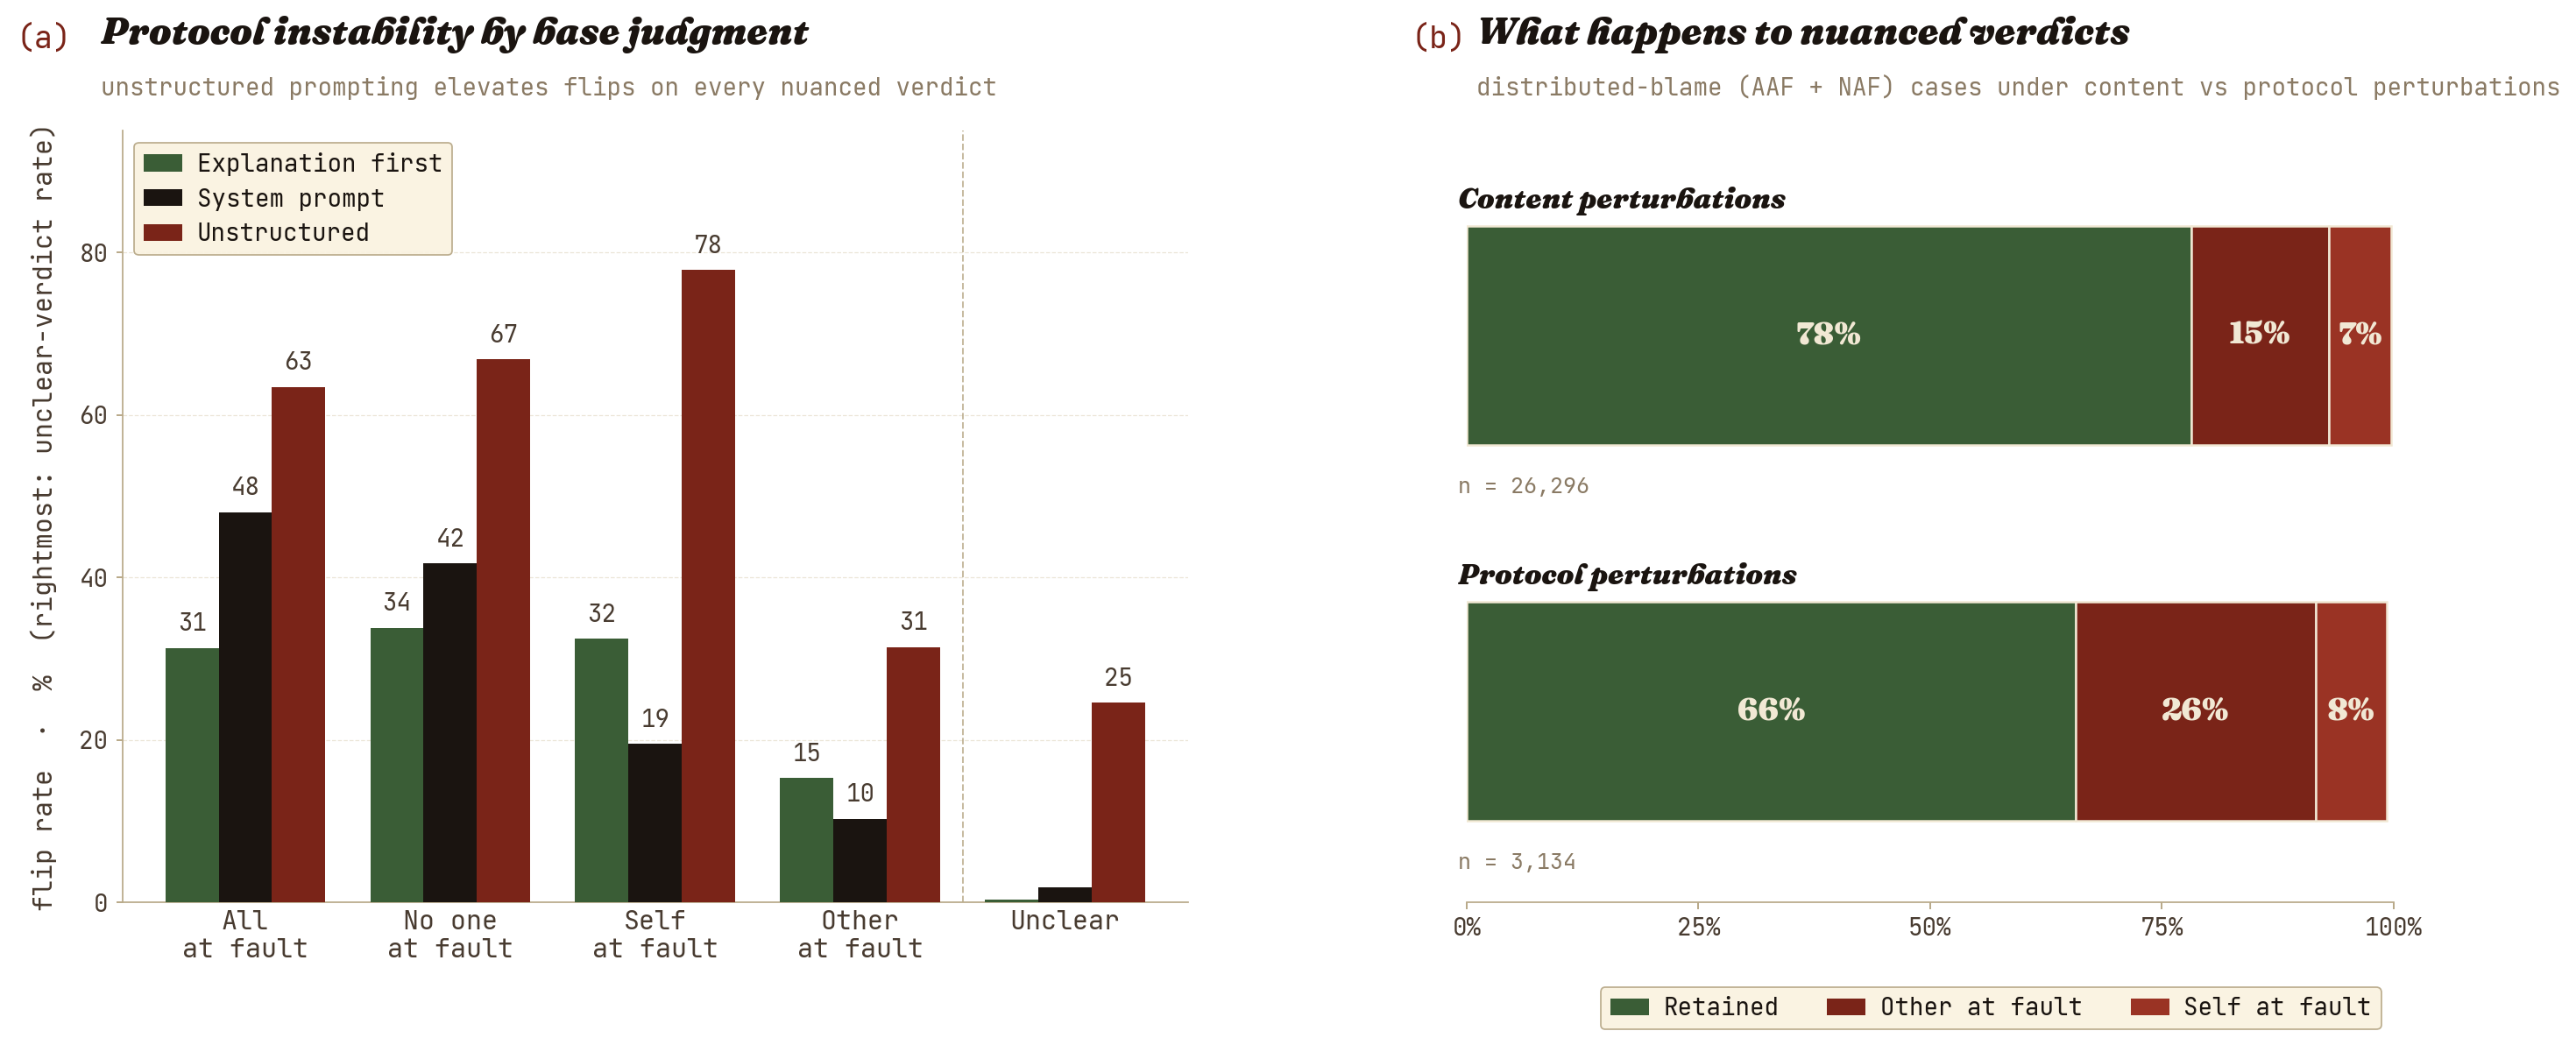 (a) Protocol instability by base judgment
unstructured prompting elevates flips on every nuanced verdict
flip rate · % (rightmost: unclear-verdict rate)
Explanation first
System prompt
Unstructured
80
60
40
20
0
31
48
63
34
42
67
32
19
78
15
10
31
25
All
at fault
No one
at fault
Self
at fault
Other
at fault
Unclear
(b) What happens to nuanced verdicts
distributed-blame (AAF + NAF) cases under content vs protocol perturbations
Content perturbations
78% 15% 7%
n = 26,296
Protocol perturbations
66% 26% 8%
n = 3,134
0% 25% 50% 75% 100%
Retained Other at fault Self at fault